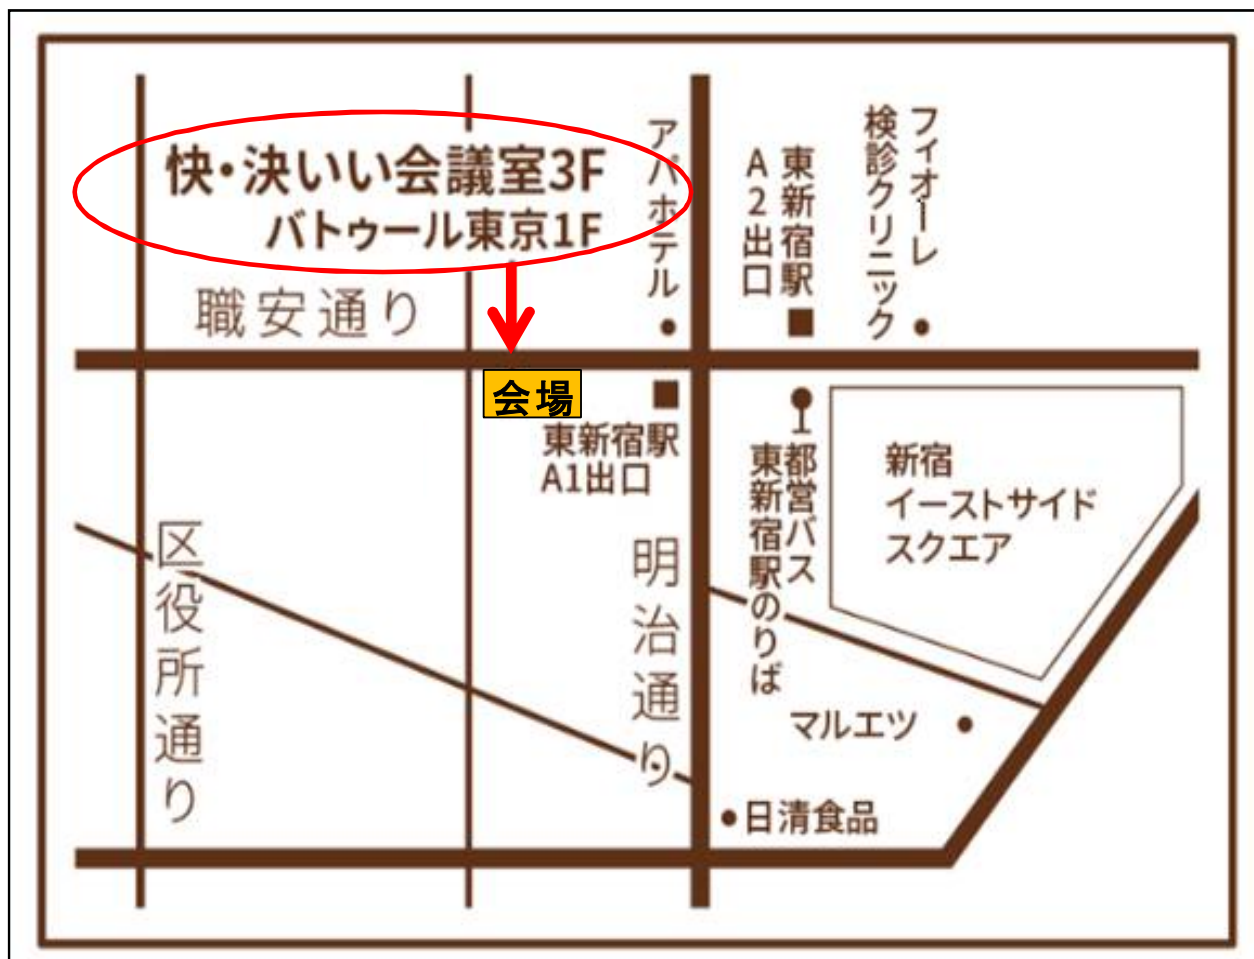 快・決いい会議室3F
バトゥール東京1F
アパホテル
東新宿駅
A2出口
フィオーレ
検診クリニック
職安通り
会場
東新宿駅
A1出口
都営バス
東新宿駅のりば
新宿
イーストサイド
スクエア
区役所通り
明治通り
マルエツ
日清食品